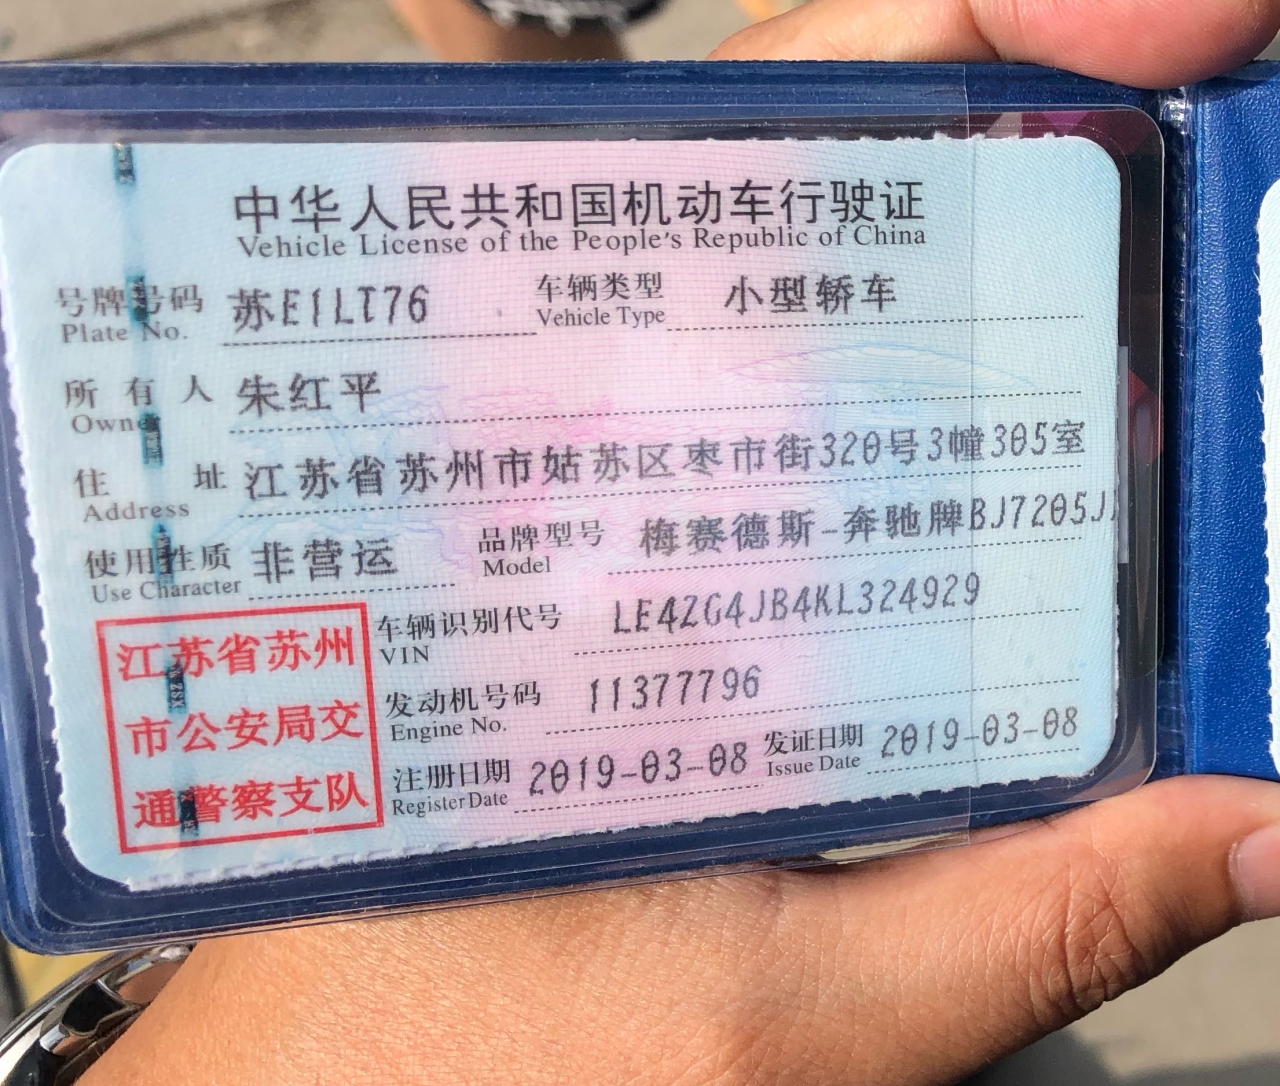 中华人民共和国机动车行驶证
Vehicle License of the People's Republic of China
号牌号码 苏E1LT76 车辆类型 小型轿车
Plate No. Vehicle Type
所有人 朱红平
Owner
住址 江苏省苏州市姑苏区枣市街320号3幢305室
Address
使用性质 非营运 品牌型号 梅赛德斯-奔驰牌BJ7205J
Use Character Model
江苏省苏州
市公安局交
通警察支队
车辆识别代号 LE4ZG4JB4KL324929
VIN
发动机号码 11377796
Engine No.
注册日期 2019-03-08 发证日期 2019-03-08
Register Date Issue Date